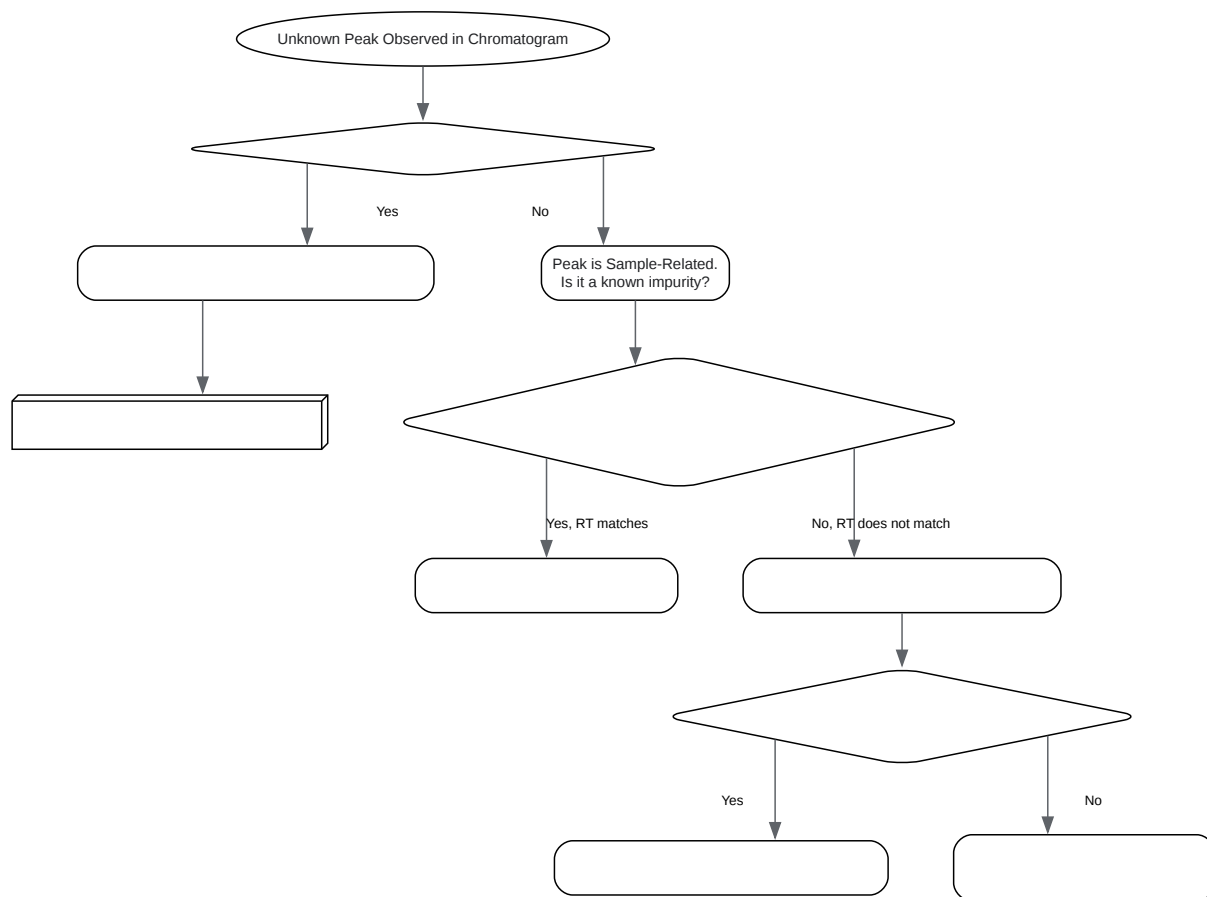 Unknown Peak Observed in Chromatogram
Yes
No
Peak is Sample-Related.
Is it a known impurity?
Yes, RT matches
No, RT does not match
Yes
No